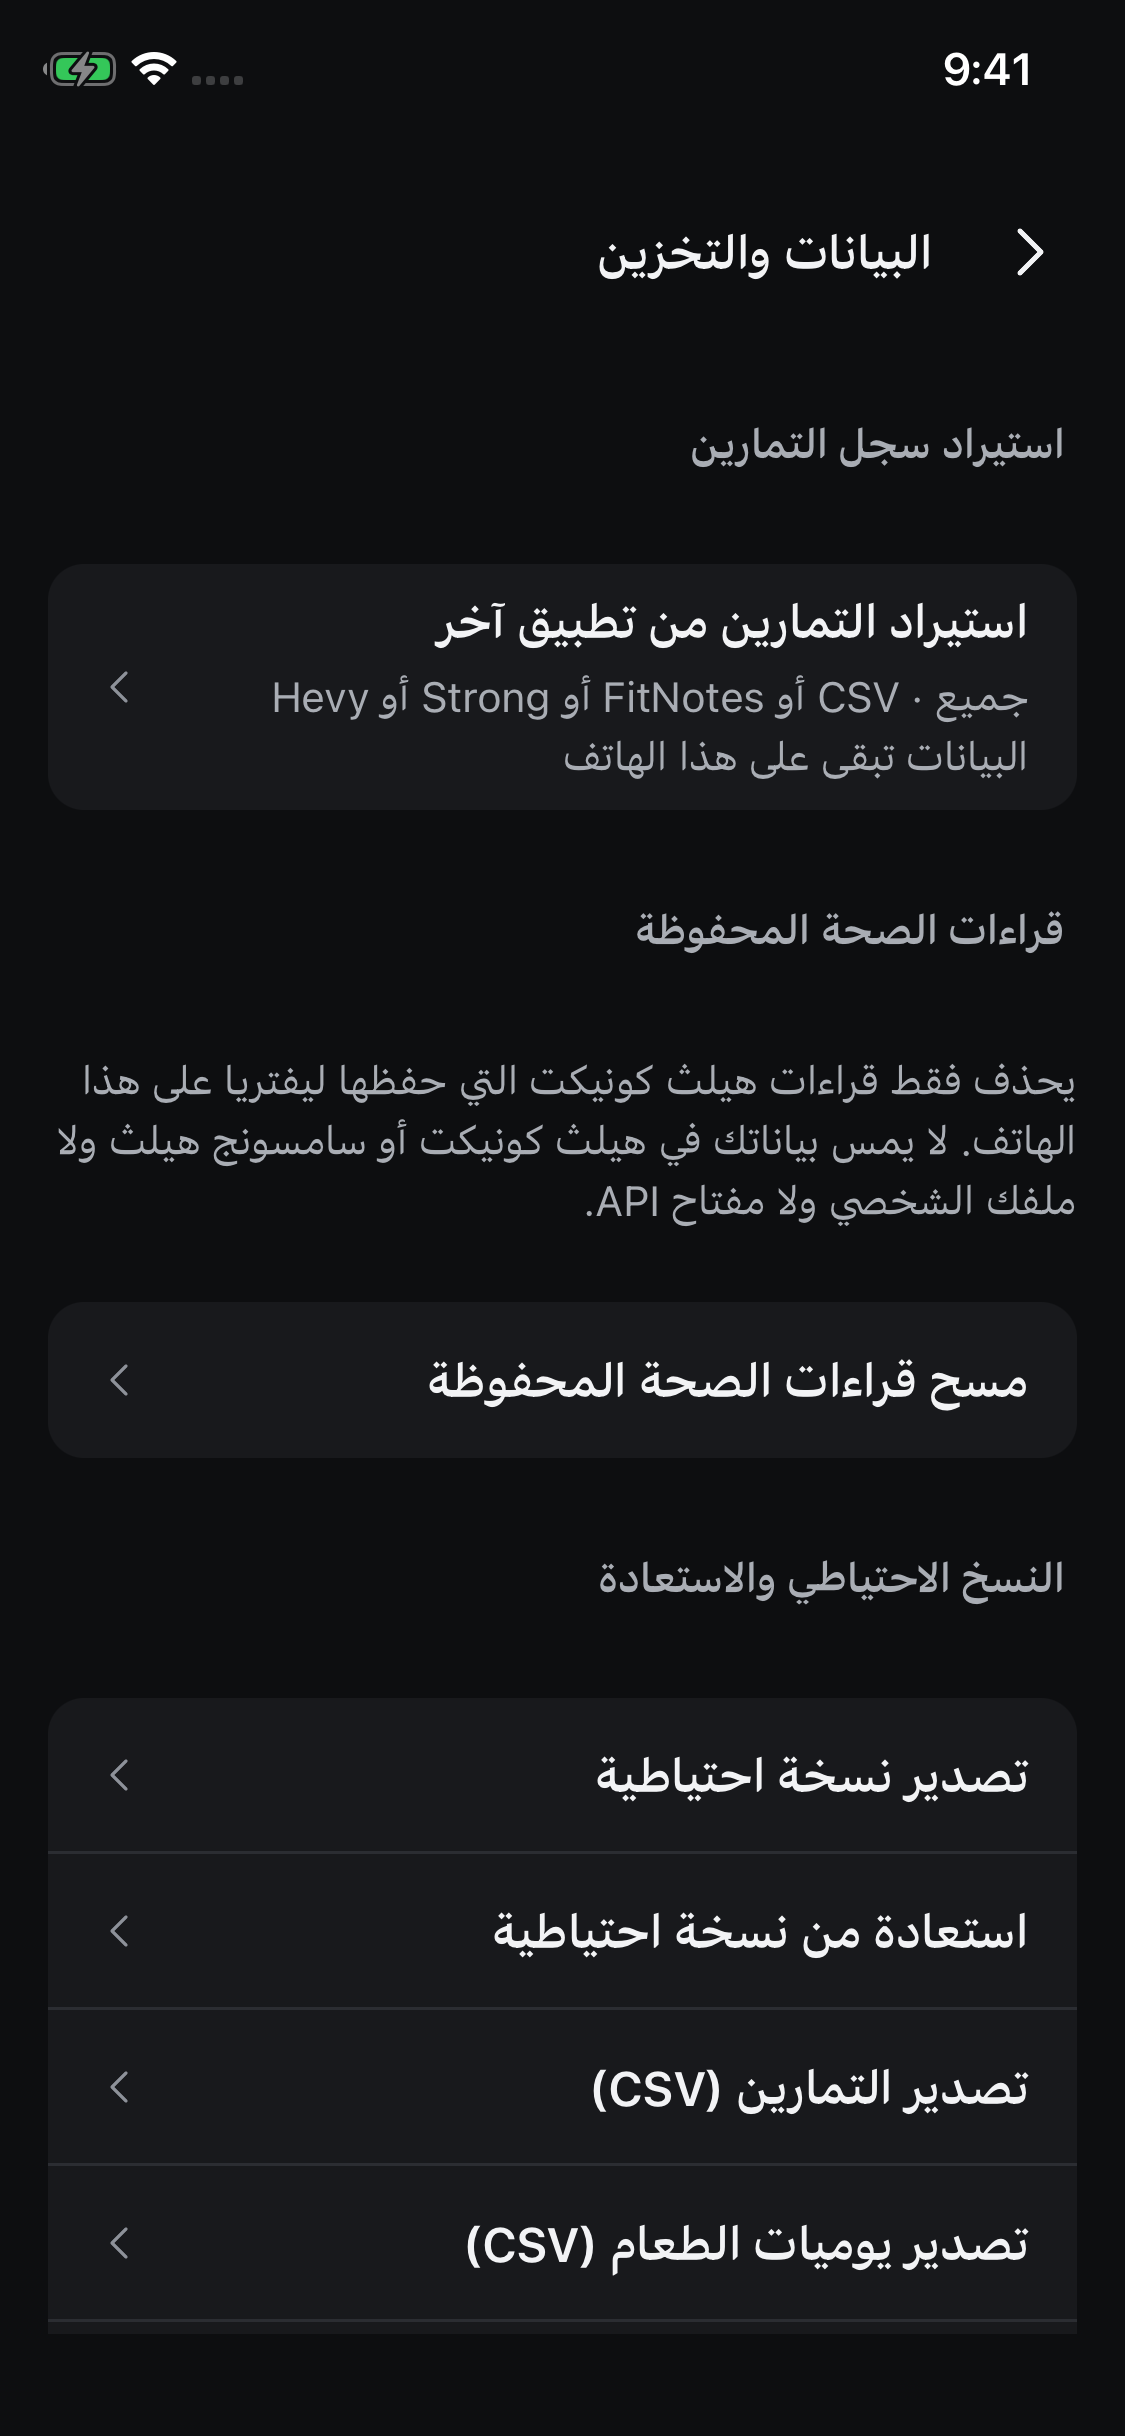 9:41
البيانات والتخزين
استيراد سجل التمارين
استيراد التمارين من تطبيق آخر
Hevy أو Strong أو FitNotes أو CSV · جميع
البيانات تبقى على هذا الهاتف
قراءات الصحة المحفوظة
يحذف فقط قراءات هيلث كونيكت التي حفظها ليفتريا على هذا
الهاتف. لا يمس بياناتك في هيلث كونيكت أو سامسونج هيلث ولا
ملفك الشخصي ولا مفتاح API.
مسح قراءات الصحة المحفوظة
النسخ الاحتياطي والاستعادة
تصدير نسخة احتياطية
استعادة من نسخة احتياطية
تصدير التمارين (CSV)
تصدير يوميات الطعام (CSV)